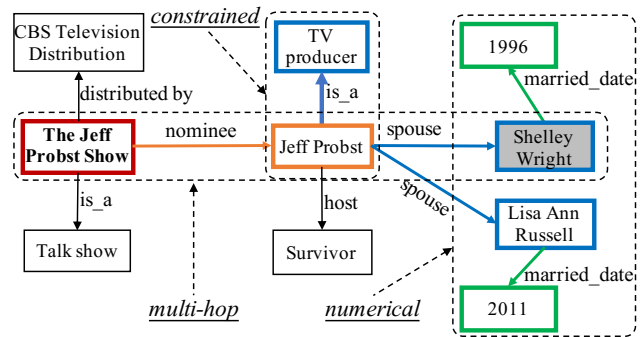 CBS Television
Distribution
constrained
TV
producer
1996
distributed by
is_a
married_date
The Jeff
Probst Show
nominee
Jeff Probst
spouse
Shelley
Wright
is_a
host
spouse
Lisa Ann
Russell
Talk show
Survivor
married_date
multi-hop
numerical
2011